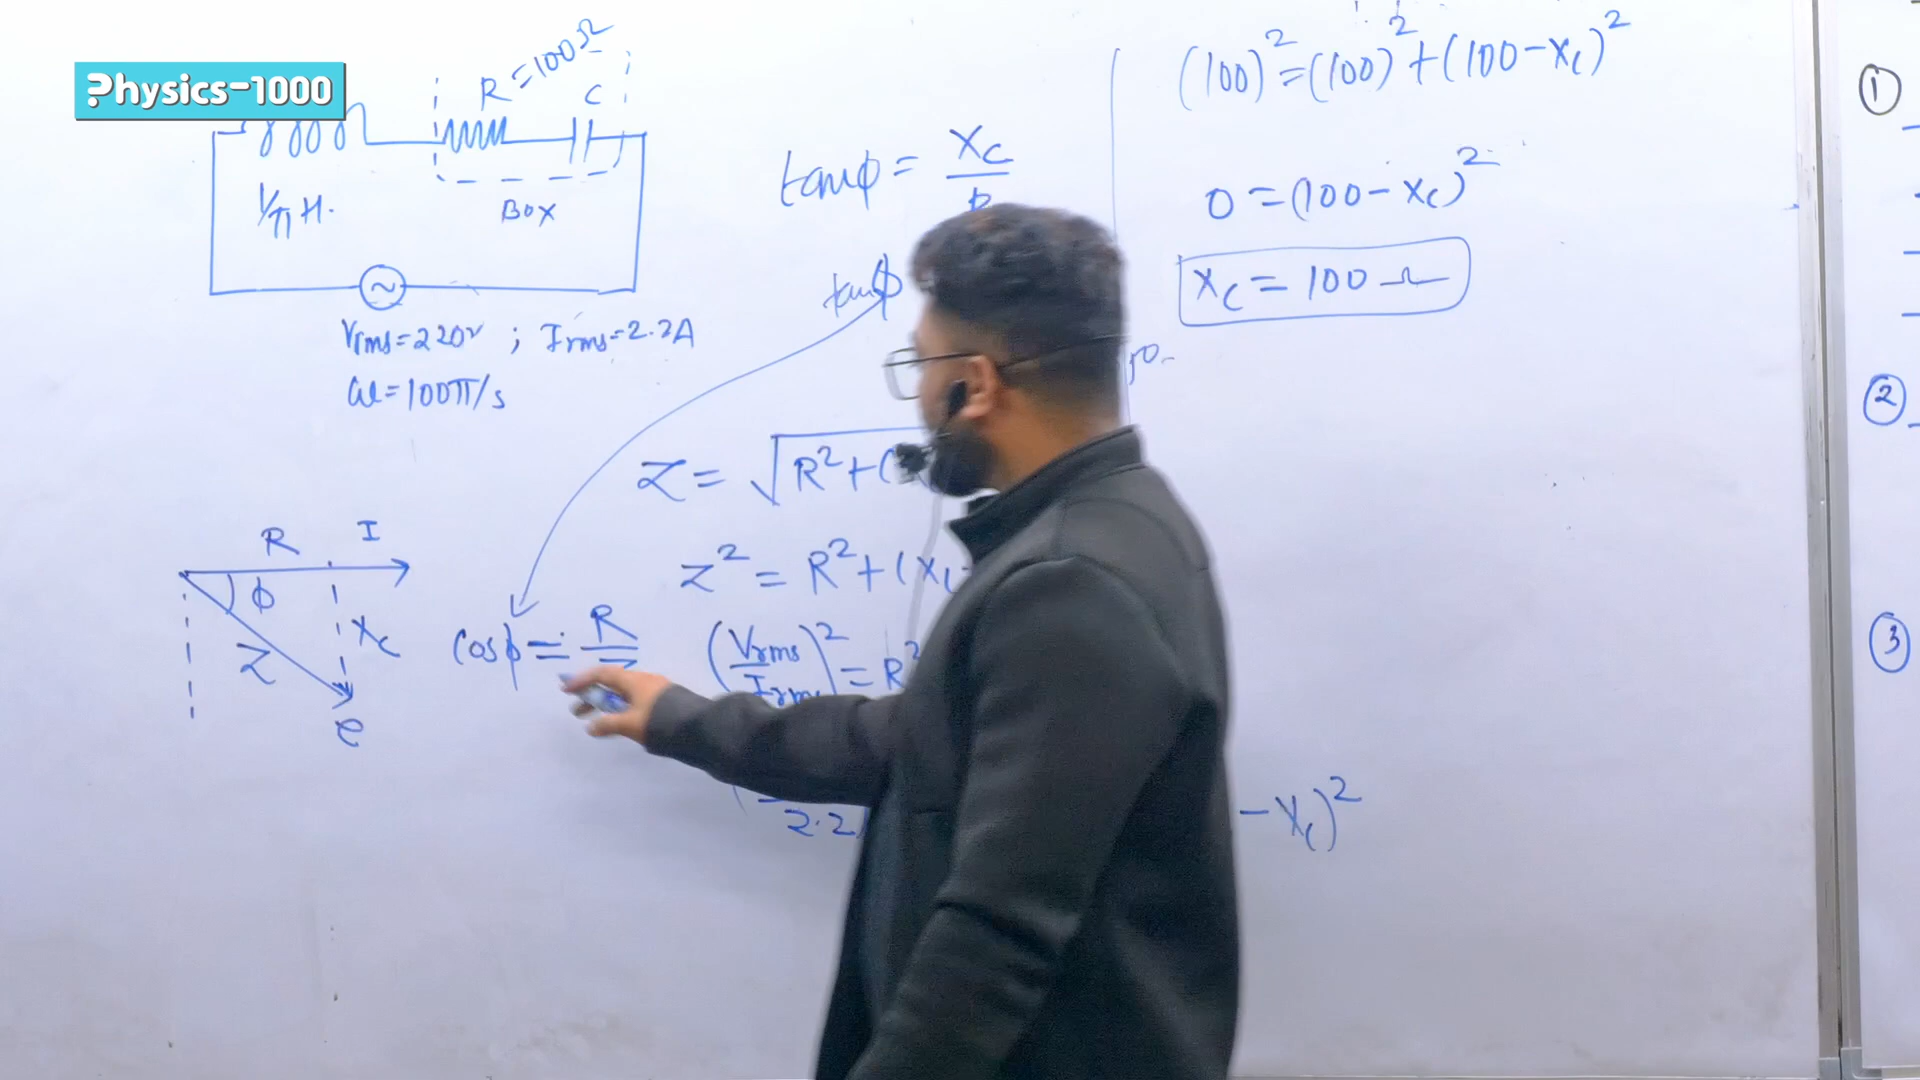 Physics-1000
R=100Ω
C
1/π H.
BOX
Vrms=220v ; Irms=2.2A
ω=100π/s
tanφ = Xc/R
tanφ
Z = √R²+(
Z² = R²+(XL
(Vrms/Irms)² = R²
2.2
-Xc)²
R I
φ
Z
Xc
e
cosφ = R/Z
(100)²=(100)²+(100-Xc)²
0=(100-Xc)²
Xc=100Ω
1
2
3